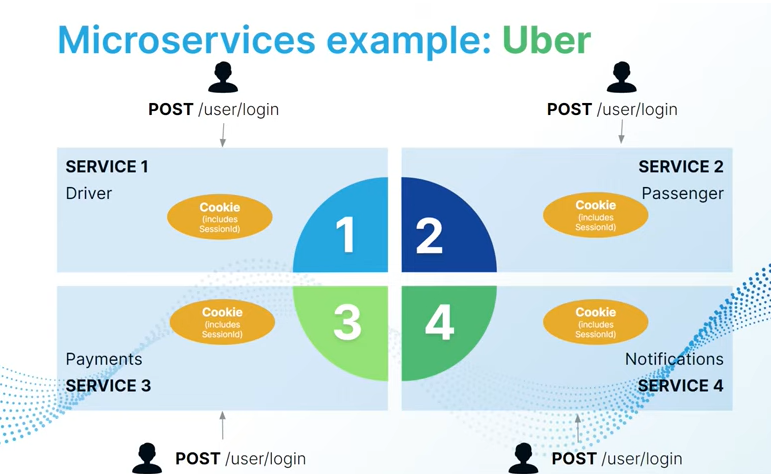 Microservices example: Uber
POST /user/login
POST /user/login
SERVICE 1
Driver
Cookie
(includes
SessionId)
1
SERVICE 2
Passenger
Cookie
(includes
SessionId)
2
Cookie
(includes
SessionId)
3
Payments
SERVICE 3
Cookie
(includes
SessionId)
4
Notifications
SERVICE 4
POST /user/login
POST /user/login